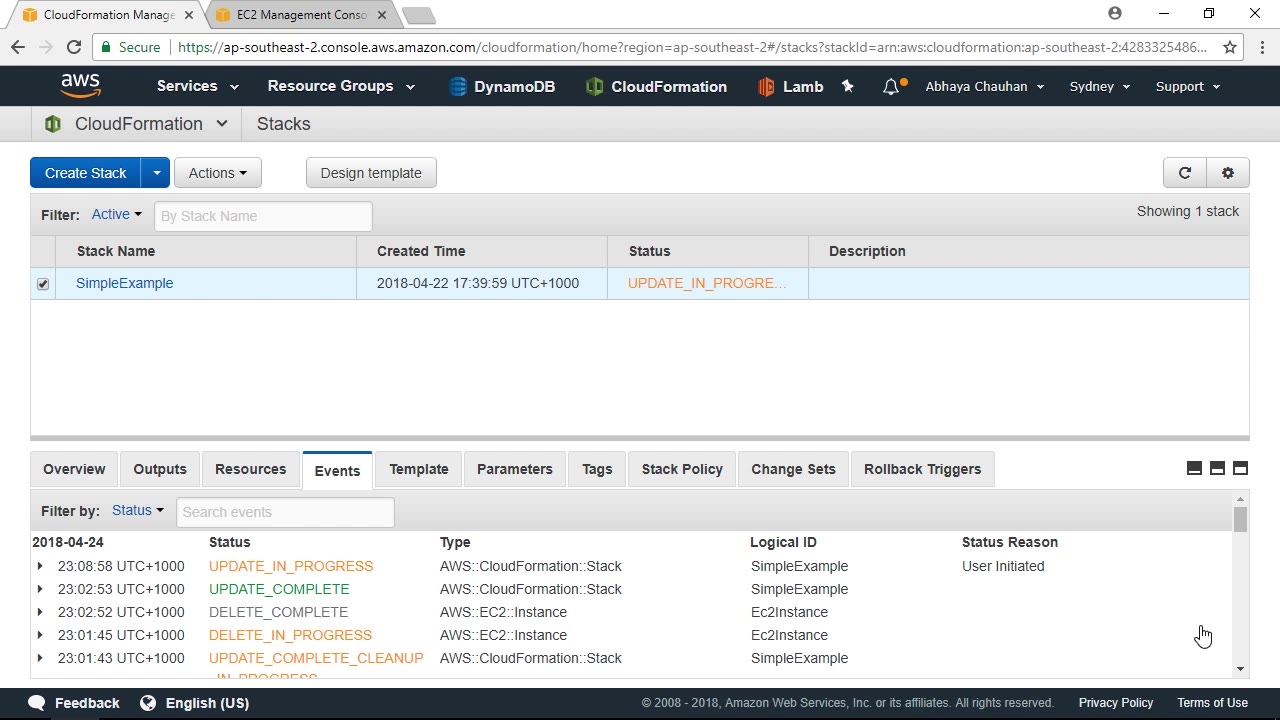 CloudFormation Manage
EC2 Management Conso
Secure
https://ap-southeast-2.console.aws.amazon.com/cloudformation/home?region=ap-southeast-2#/stacks?stackId=arn:aws:cloudformation:ap-southeast-2:4283325486...
aws Services Resource Groups DynamoDB CloudFormation Lamb Abhaya Chauhan Sydney Support
CloudFormation Stacks
Create Stack Actions Design template
Filter: Active By Stack Name Showing 1 stack
Stack Name Created Time Status Description
SimpleExample 2018-04-22 17:39:59 UTC+1000 UPDATE_IN_PROGRE...
Overview Outputs Resources Events Template Parameters Tags Stack Policy Change Sets Rollback Triggers
Filter by: Status Search events
2018-04-24 Status Type Logical ID Status Reason
23:08:58 UTC+1000 UPDATE_IN_PROGRESS AWS::CloudFormation::Stack SimpleExample User Initiated
23:02:53 UTC+1000 UPDATE_COMPLETE AWS::CloudFormation::Stack SimpleExample
23:02:52 UTC+1000 DELETE_COMPLETE AWS::EC2::Instance Ec2Instance
23:01:45 UTC+1000 DELETE_IN_PROGRESS AWS::EC2::Instance Ec2Instance
23:01:43 UTC+1000 UPDATE_COMPLETE_CLEANUP AWS::CloudFormation::Stack SimpleExample
_IN_PROGRESS
Feedback English (US) © 2008 - 2018, Amazon Web Services, Inc. or its affiliates. All rights reserved. Privacy Policy Terms of Use